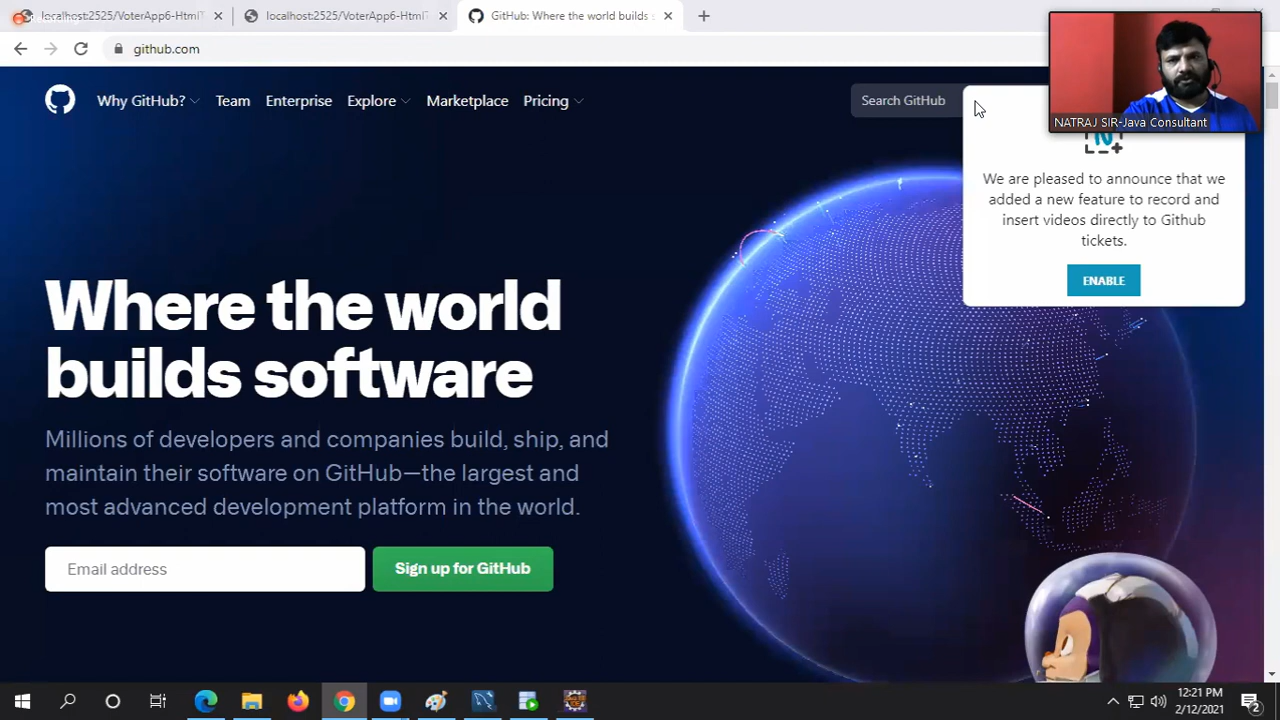 localhost:2525/VoterApp6-HtmlT
localhost:2525/VoterApp6-HtmlT
GitHub: Where the world builds s
github.com
Why GitHub?
Team
Enterprise
Explore
Marketplace
Pricing
Search GitHub
NATRAJ SIR-Java Consultant
We are pleased to announce that we
added a new feature to record and
insert videos directly to Github
tickets.
ENABLE
Where the world
builds software
Millions of developers and companies build, ship, and
maintain their software on GitHub—the largest and
most advanced development platform in the world.
Email address
Sign up for GitHub
12:21 PM
2/12/2021
2